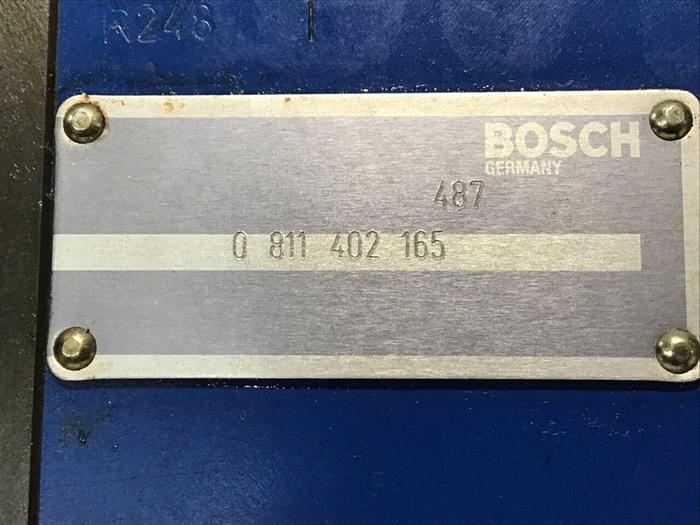 R248
BOSCH
GERMANY
487
0 811 402 165